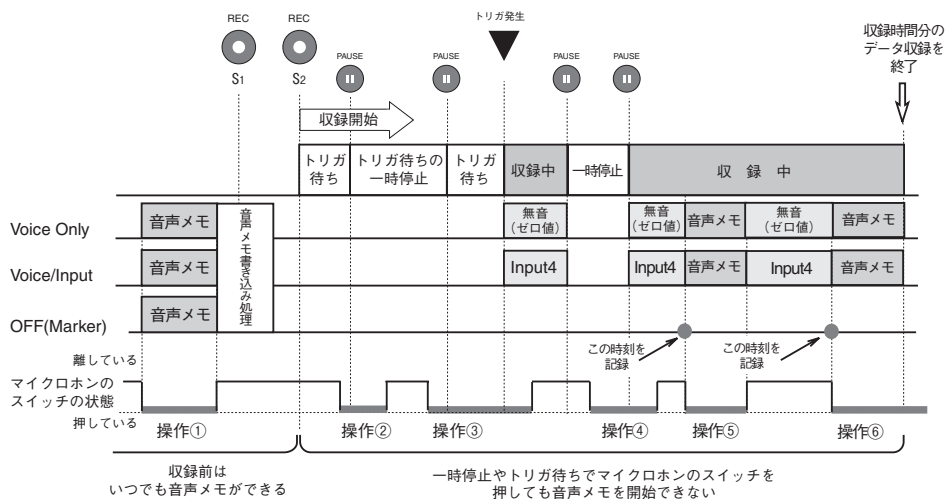 REC
REC
トリガ発生
収録時間分の
データ収録を
終了
S1
S2
PAUSE
PAUSE
PAUSE
PAUSE
収録開始
トリガ
待ち
トリガ待ちの
一時停止
トリガ
待ち
収録中
一時停止
収 録 中
Voice Only
音声メモ
音声メモ書き込み処理
無音
(ゼロ値)
無音
(ゼロ値)
音声メモ
無音
(ゼロ値)
音声メモ
Voice/Input
音声メモ
Input4
Input4
音声メモ
Input4
音声メモ
OFF(Marker)
音声メモ
この時刻を
記録
この時刻を
記録
離している
マイクロホンの
スイッチの状態
押している
操作①
操作②
操作③
操作④
操作⑤
操作⑥
収録前は
いつでも音声メモができる
一時停止やトリガ待ちでマイクロホンのスイッチを
押しても音声メモを開始できない